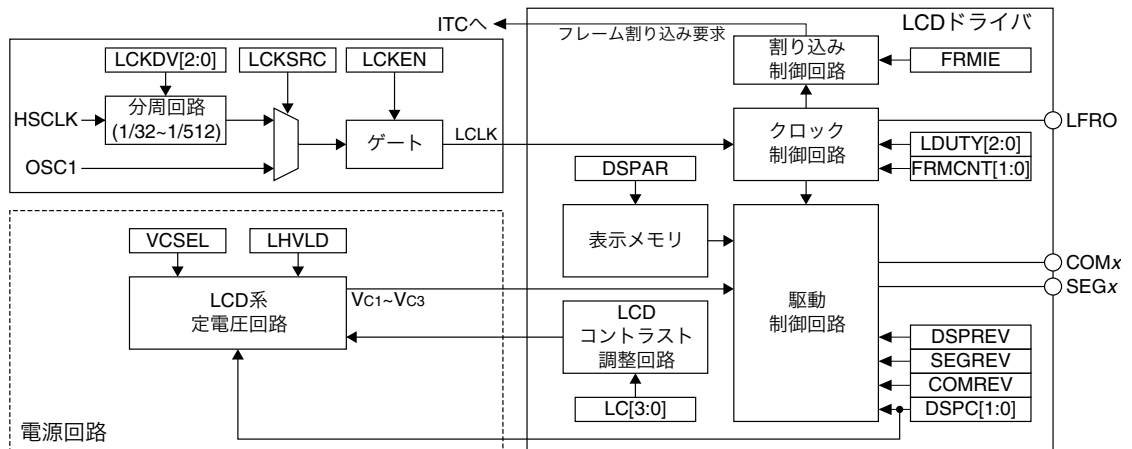 ITCへ
フレーム割り込み要求
LCDドライバ
割り込み
制御回路
FRMIE
LCKDV[2:0]
LCKSRC
LCKEN
HSCLK
分周回路
(1/32~1/512)
ゲート
LCLK
OSC1
クロック
制御回路
LFRO
LDUTY[2:0]
FRMCNT[1:0]
DSPAR
表示メモリ
VCSEL
LHVLD
LCD系
定電圧回路
VC1~VC3
LCD
コントラスト
調整回路
LC[3:0]
駆動
制御回路
COMx
SEGx
DSPREV
SEGREV
COMREV
DSPC[1:0]
電源回路